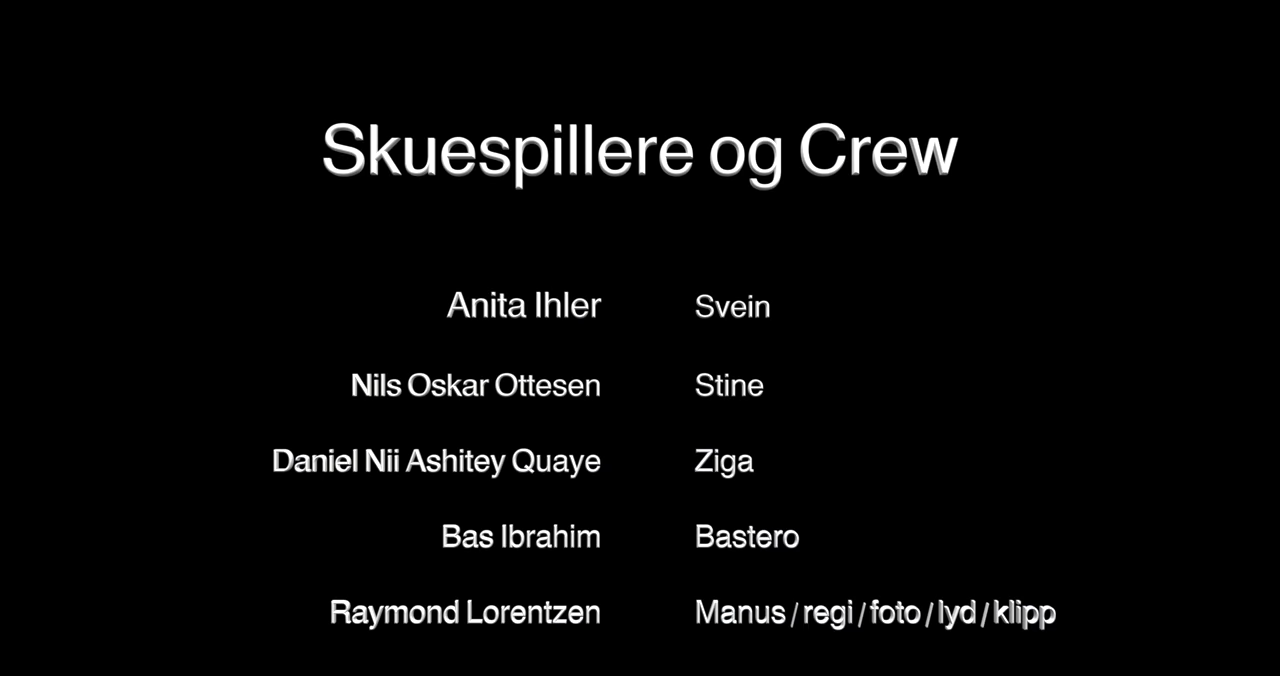 Skuespillere og Crew
Anita Ihler Svein
Nils Oskar Ottesen Stine
Daniel Nii Ashitey Quaye Ziga
Bas Ibrahim Bastero
Raymond Lorentzen Manus / regi / foto / lyd / klipp